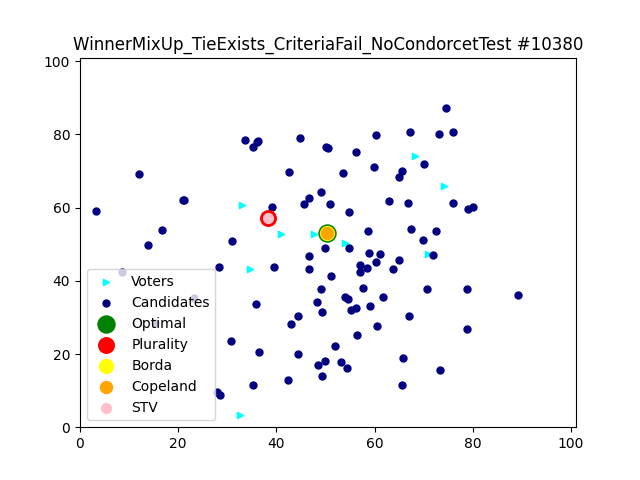 WinnerMixUp_TieExists_CriteriaFail_NoCondorcetTest #10380
100
80
60
40
20
0
0 20 40 60 80 100
Voters
Candidates
Optimal
Plurality
Borda
Copeland
STV